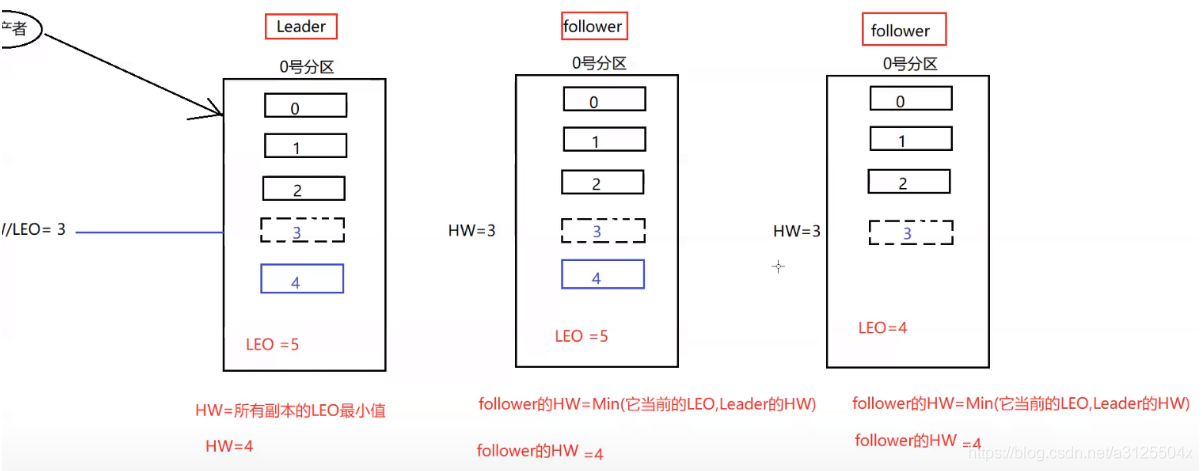 产者
Leader
follower
follower
0号分区
0号分区
0号分区
0
0
0
1
1
1
2
2
2
//LEO= 3
3
HW=3
3
HW=3
3
4
4
LEO =5
LEO =5
LEO=4
HW=所有副本的LEO最小值
follower的HW=Min(它当前的LEO,Leader的HW)
follower的HW=Min(它当前的LEO,Leader的HW)
HW=4
follower的HW =4
follower的HW =4
https://blog.csdn.net/a3125504x